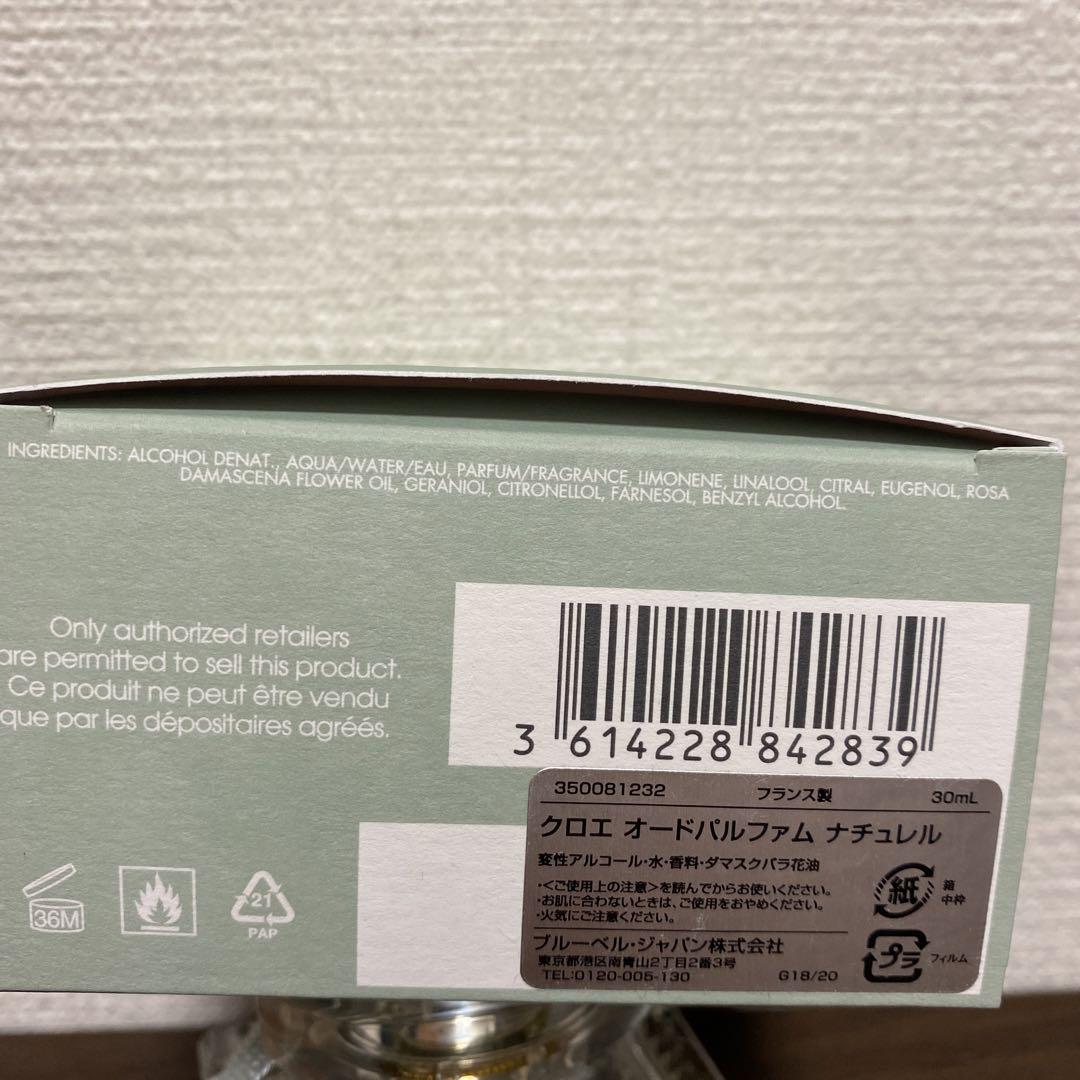 INGREDIENTS: ALCOHOL DENAT., AQUA/WATER/EAU, PARFUM/FRAGRANCE, LIMONENE, LINALOOL, CITRAL, EUGENOL, ROSA
DAMASCENA FLOWER OIL, GERANIOL, CITRONELLOL, FARNESOL, BENZYL ALCOHOL.
Only authorized retailers
are permitted to sell this product.
Ce produit ne peut être vendu
que par les dépositaires agréés.
3 614228 842839
350081232 フランス製 30mL
クロエ オードパルファム ナチュレル
変性アルコール・水・香料・ダマスクバラ花油
・<ご使用上の注意>を読んでからお使いください。
・お肌に合わないときは、ご使用をおやめください。
・火気にご注意ください。
紙 箱
中枠
ブルーベル・ジャパン株式会社
東京都港区南青山2丁目2番3号
TEL:0120-005-130 G18/20
プラ フィルム
36M
21
PAP